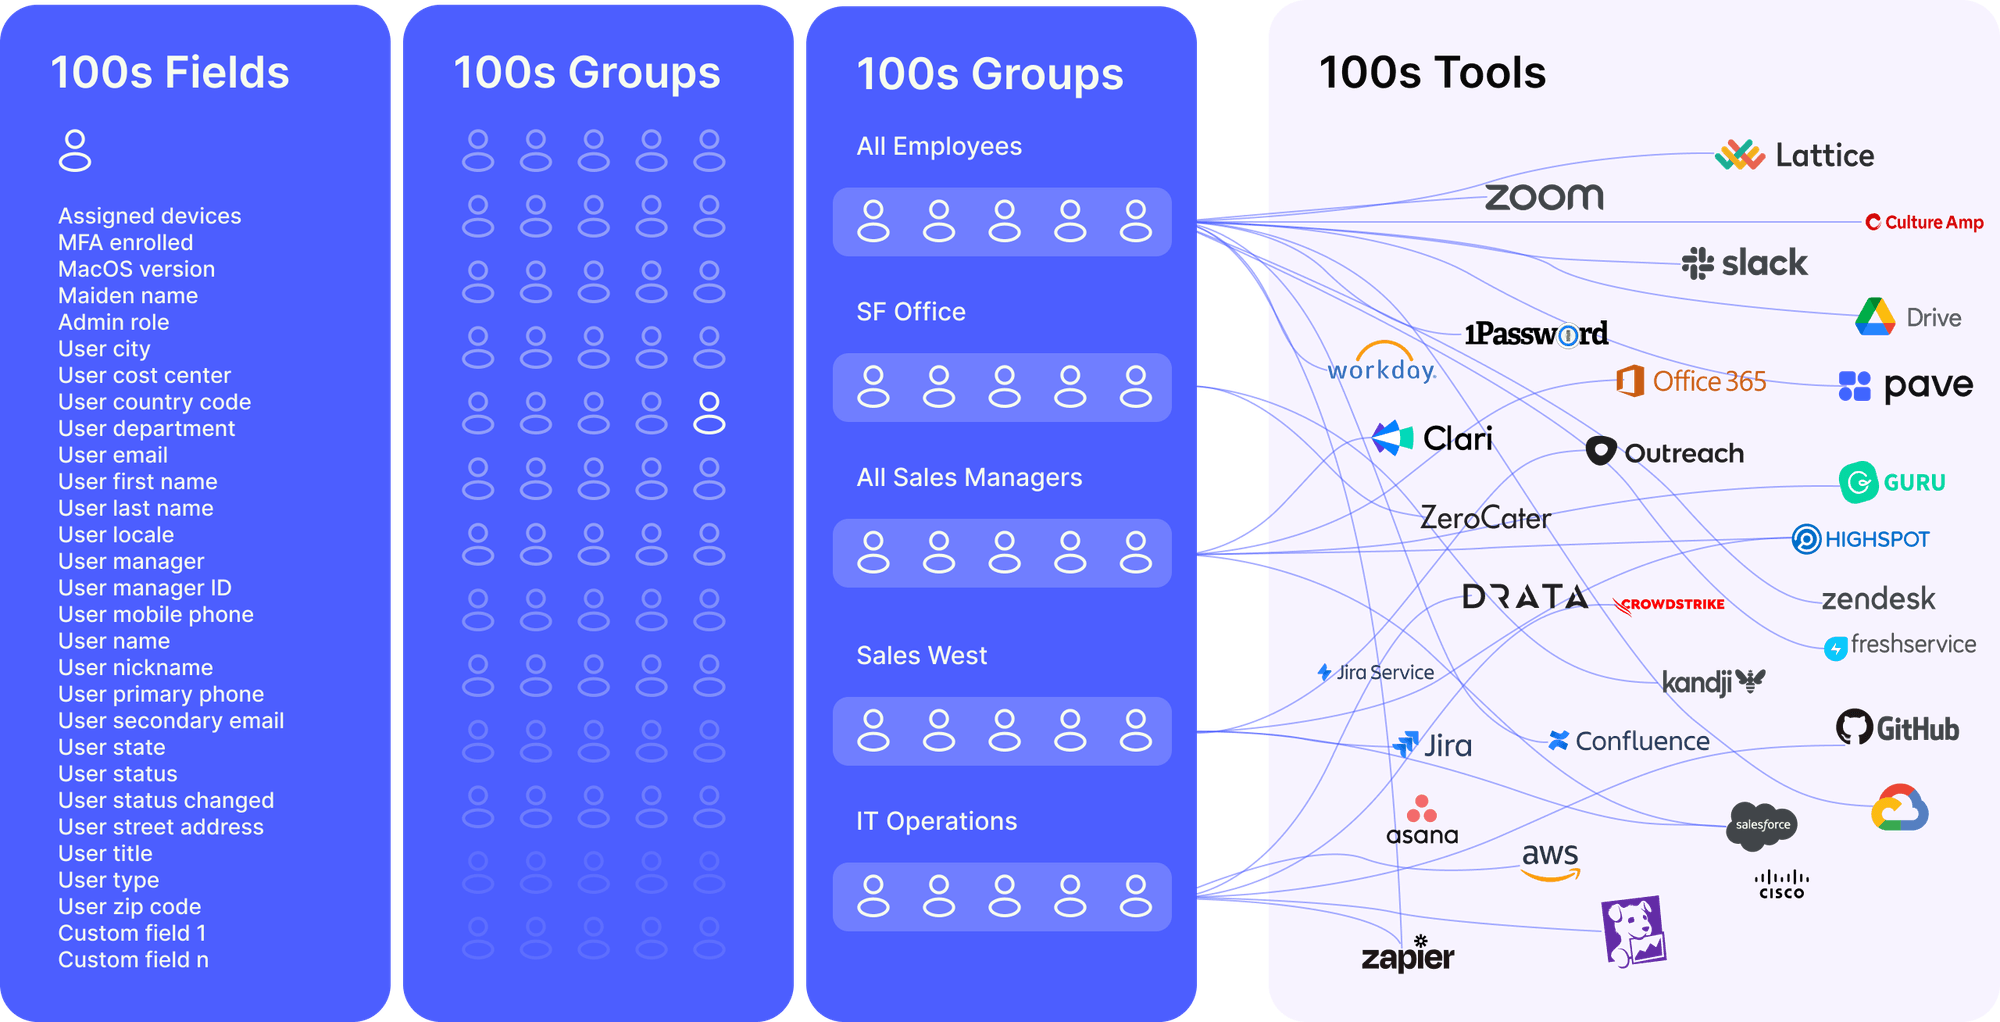 100s Fields
Assigned devices
MFA enrolled
MacOS version
Maiden name
Admin role
User city
User cost center
User country code
User department
User email
User first name
User last name
User locale
User manager
User manager ID
User mobile phone
User name
User nickname
User primary phone
User secondary email
User state
User status
User status changed
User street address
User title
User type
User zip code
Custom field 1
Custom field n
100s Groups
100s Groups
All Employees
SF Office
All Sales Managers
Sales West
IT Operations
100s Tools
Lattice
zoom
Culture Amp
slack
Drive
1Password
workday.
Office 365
pave
Clari
Outreach
GURU
ZeroCater
HIGHSPOT
DRATA
CROWDSTRIKE
zendesk
freshservice
Jira Service
kandji
GitHub
Jira
Confluence
asana
salesforce
aws
CISCO
zapier